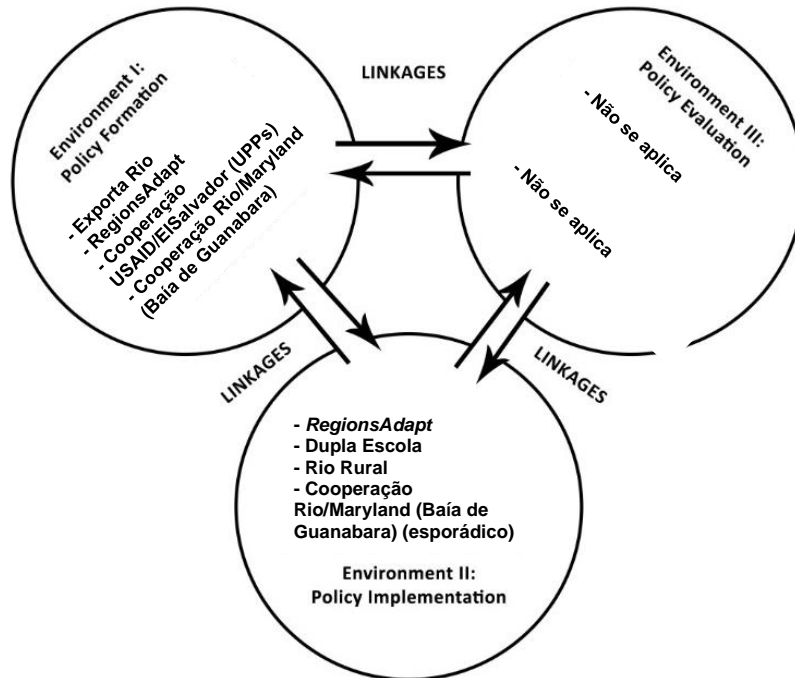 Environment I:
Policy Formation
- Exporta Rio
- RegionsAdapt
- Cooperação
USAID/ElSalvador (UPPs)
- Cooperação Rio/Maryland
(Baía de Guanabara)
LINKAGES
Environment III:
Policy Evaluation
- Não se aplica
- Não se aplica
LINKAGES
LINKAGES
- RegionsAdapt
- Dupla Escola
- Rio Rural
- Cooperação
Rio/Maryland (Baía de
Guanabara) (esporádico)
Environment II:
Policy Implementation